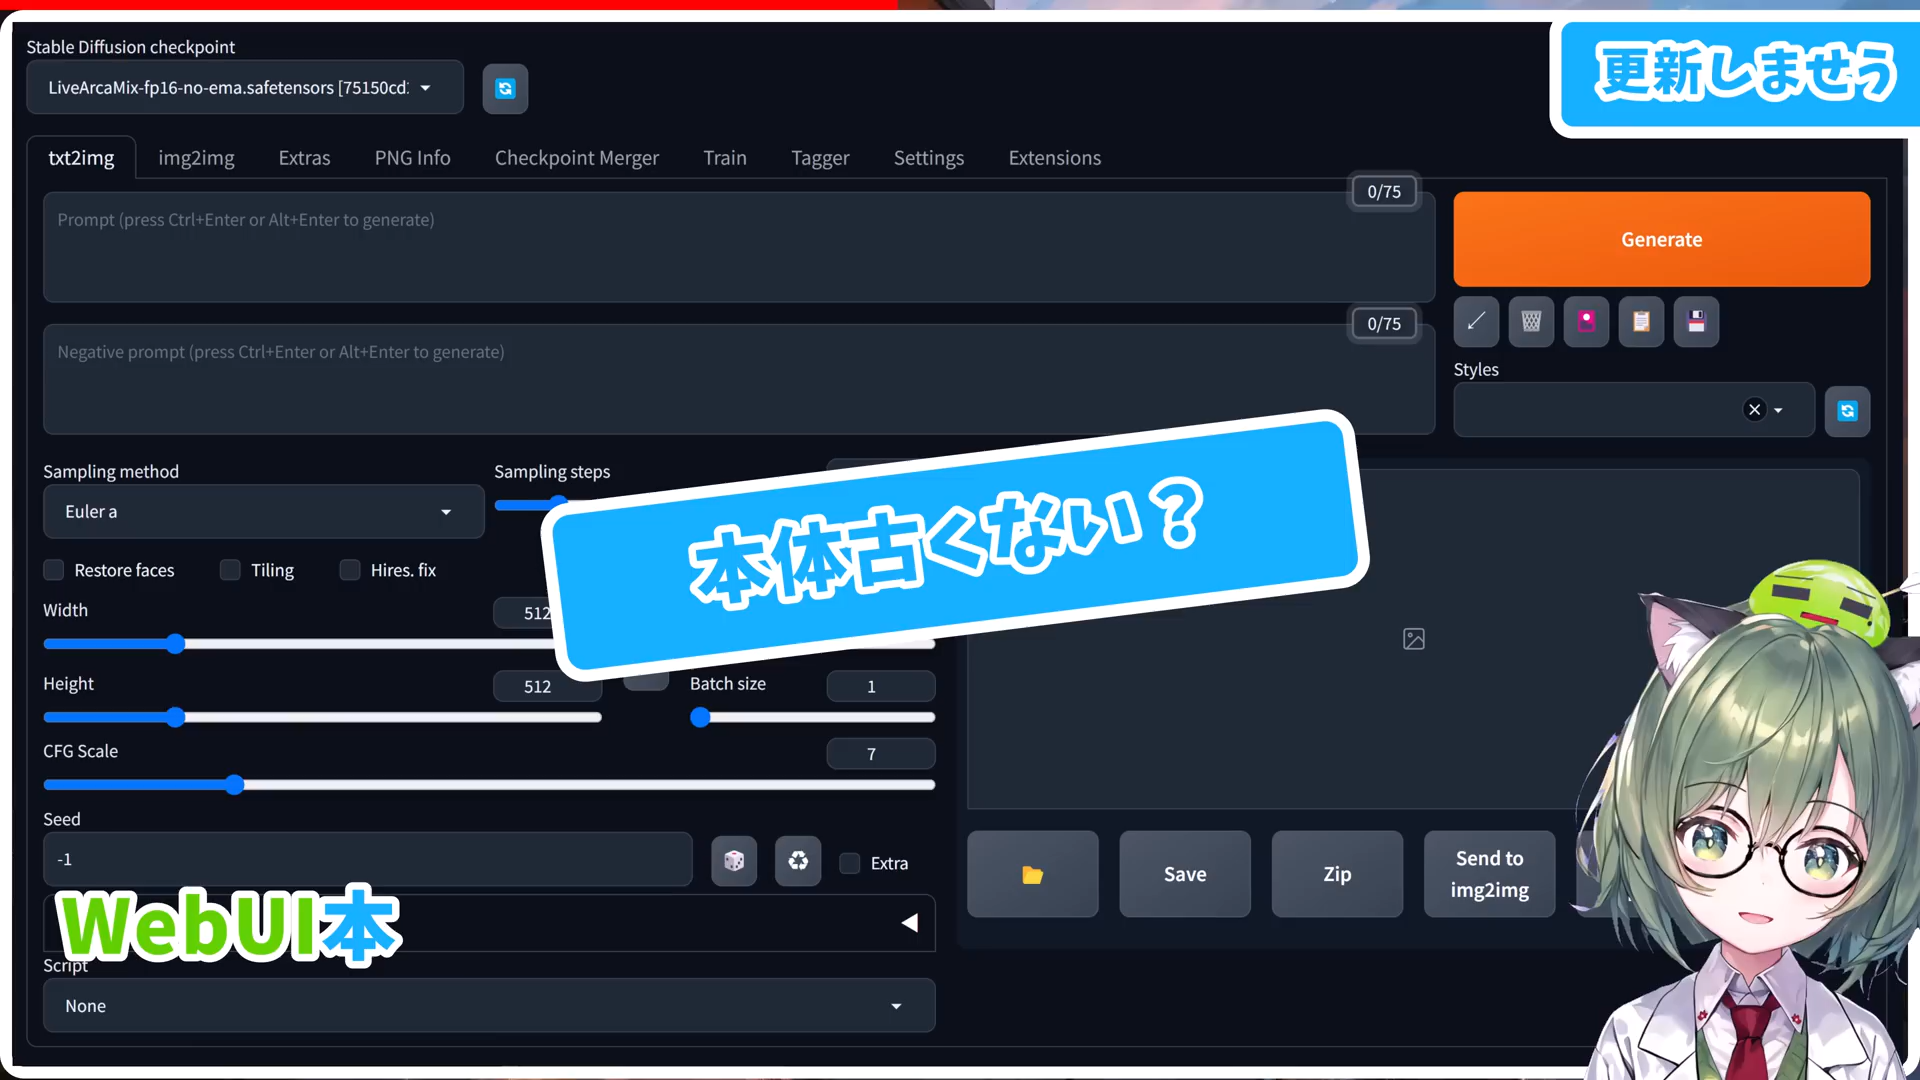 Stable Diffusion checkpoint
更新しませう
LiveArcaMix-fp16-no-ema.safetensors [75150cd
txt2img img2img Extras PNG Info Checkpoint Merger Train Tagger Settings Extensions
0/75
Prompt (press Ctrl+Enter or Alt+Enter to generate)
Generate
0/75
Negative prompt (press Ctrl+Enter or Alt+Enter to generate)
Styles
Sampling method
Sampling steps
Euler a
本体古くない？
Restore faces Tiling Hires. fix
Width
512
Height
512
Batch size
1
CFG Scale
7
Seed
-1
Extra
Save
Zip
Send to
img2img
WebUI本
Script
None